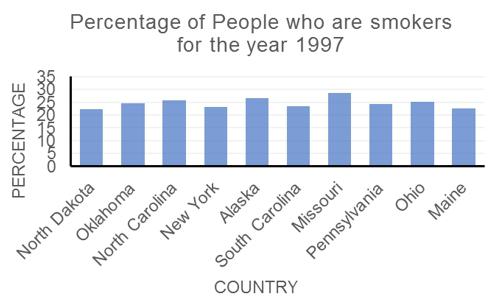 Percentage of People who are smokers
for the year 1997
PERCENTAGE
35
30
25
20
15
10
5
0
North Dakota
Oklahoma
North Carolina
New York
Alaska
South Carolina
Missouri
Pennsylvania
Ohio
Maine
COUNTRY